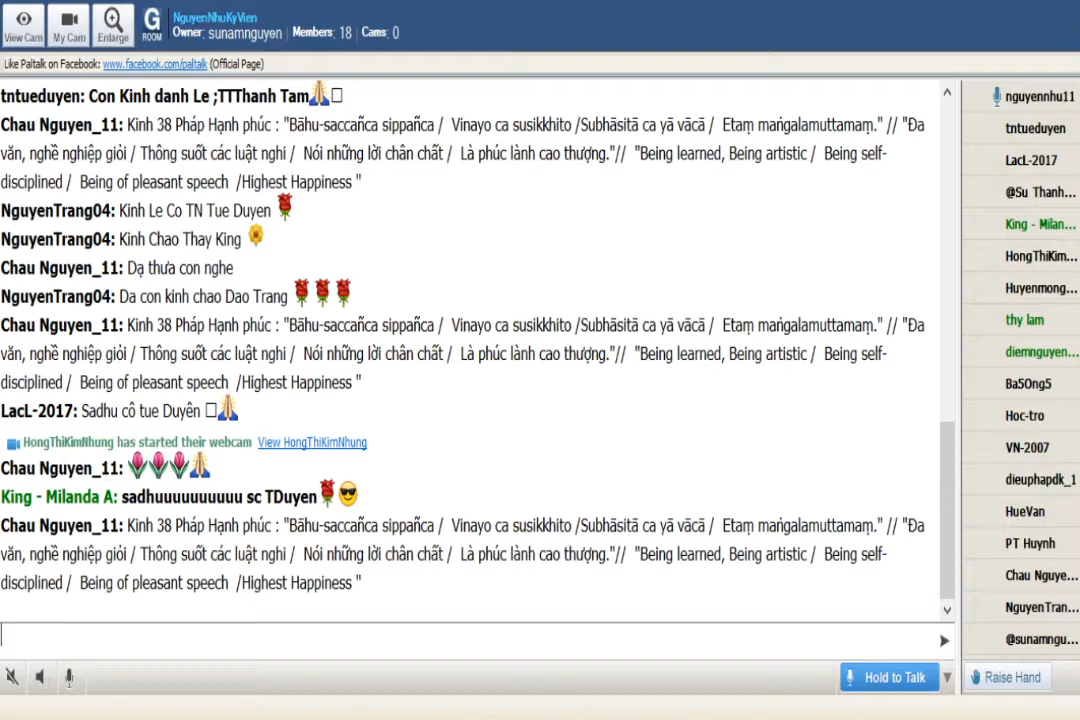 View Cam
My Cam
Enlarge
G
ROOM
NguyenNhuKyVien
Owner: sunamnguyen | Members: 18 | Cams: 0
Like Paltalk on Facebook: www.facebook.com/paltalk (Official Page)
tntueduyen: Con Kinh danh Le ;TTThanh Tam
Chau Nguyen_11: Kinh 38 Pháp Hạnh phúc : "Bāhu-saccañca sippañca / Vinayo ca susikkhito /Subhāsitā ca yā vācā / Etaṃ maṅgalamuttamaṃ." // "Đa
văn, nghề nghiệp giỏi / Thông suốt các luật nghi / Nói những lời chân chất / Là phúc lành cao thượng."// "Being learned, Being artistic / Being self-
disciplined / Being of pleasant speech /Highest Happiness "
NguyenTrang04: Kinh Le Co TN Tue Duyen
NguyenTrang04: Kinh Chao Thay King
Chau Nguyen_11: Dạ thưa con nghe
NguyenTrang04: Da con kinh chao Dao Trang
Chau Nguyen_11: Kinh 38 Pháp Hạnh phúc : "Bāhu-saccañca sippañca / Vinayo ca susikkhito /Subhāsitā ca yā vācā / Etaṃ maṅgalamuttamaṃ." // "Đa
văn, nghề nghiệp giỏi / Thông suốt các luật nghi / Nói những lời chân chất / Là phúc lành cao thượng."// "Being learned, Being artistic / Being self-
disciplined / Being of pleasant speech /Highest Happiness "
LacL-2017: Sadhu cô tue Duyên
HongThiKimNhung has started their webcam View HongThiKimNhung
Chau Nguyen_11:
King - Milanda A: sadhuuuuuuuuuu sc TDuyen
Chau Nguyen_11: Kinh 38 Pháp Hạnh phúc : "Bāhu-saccañca sippañca / Vinayo ca susikkhito /Subhāsitā ca yā vācā / Etaṃ maṅgalamuttamaṃ." // "Đa
văn, nghề nghiệp giỏi / Thông suốt các luật nghi / Nói những lời chân chất / Là phúc lành cao thượng."// "Being learned, Being artistic / Being self-
disciplined / Being of pleasant speech /Highest Happiness "
nguyennhu11
tntueduyen
LacL-2017
@Su Thanh...
King - Milan...
HongThiKim...
Huyenmong...
thy lam
diemnguyen...
Ba5Ong5
Hoc-tro
VN-2007
dieuphapdk_1
HueVan
PT Huynh
Chau Nguye...
NguyenTran...
@sunamngu...
Hold to Talk
Raise Hand